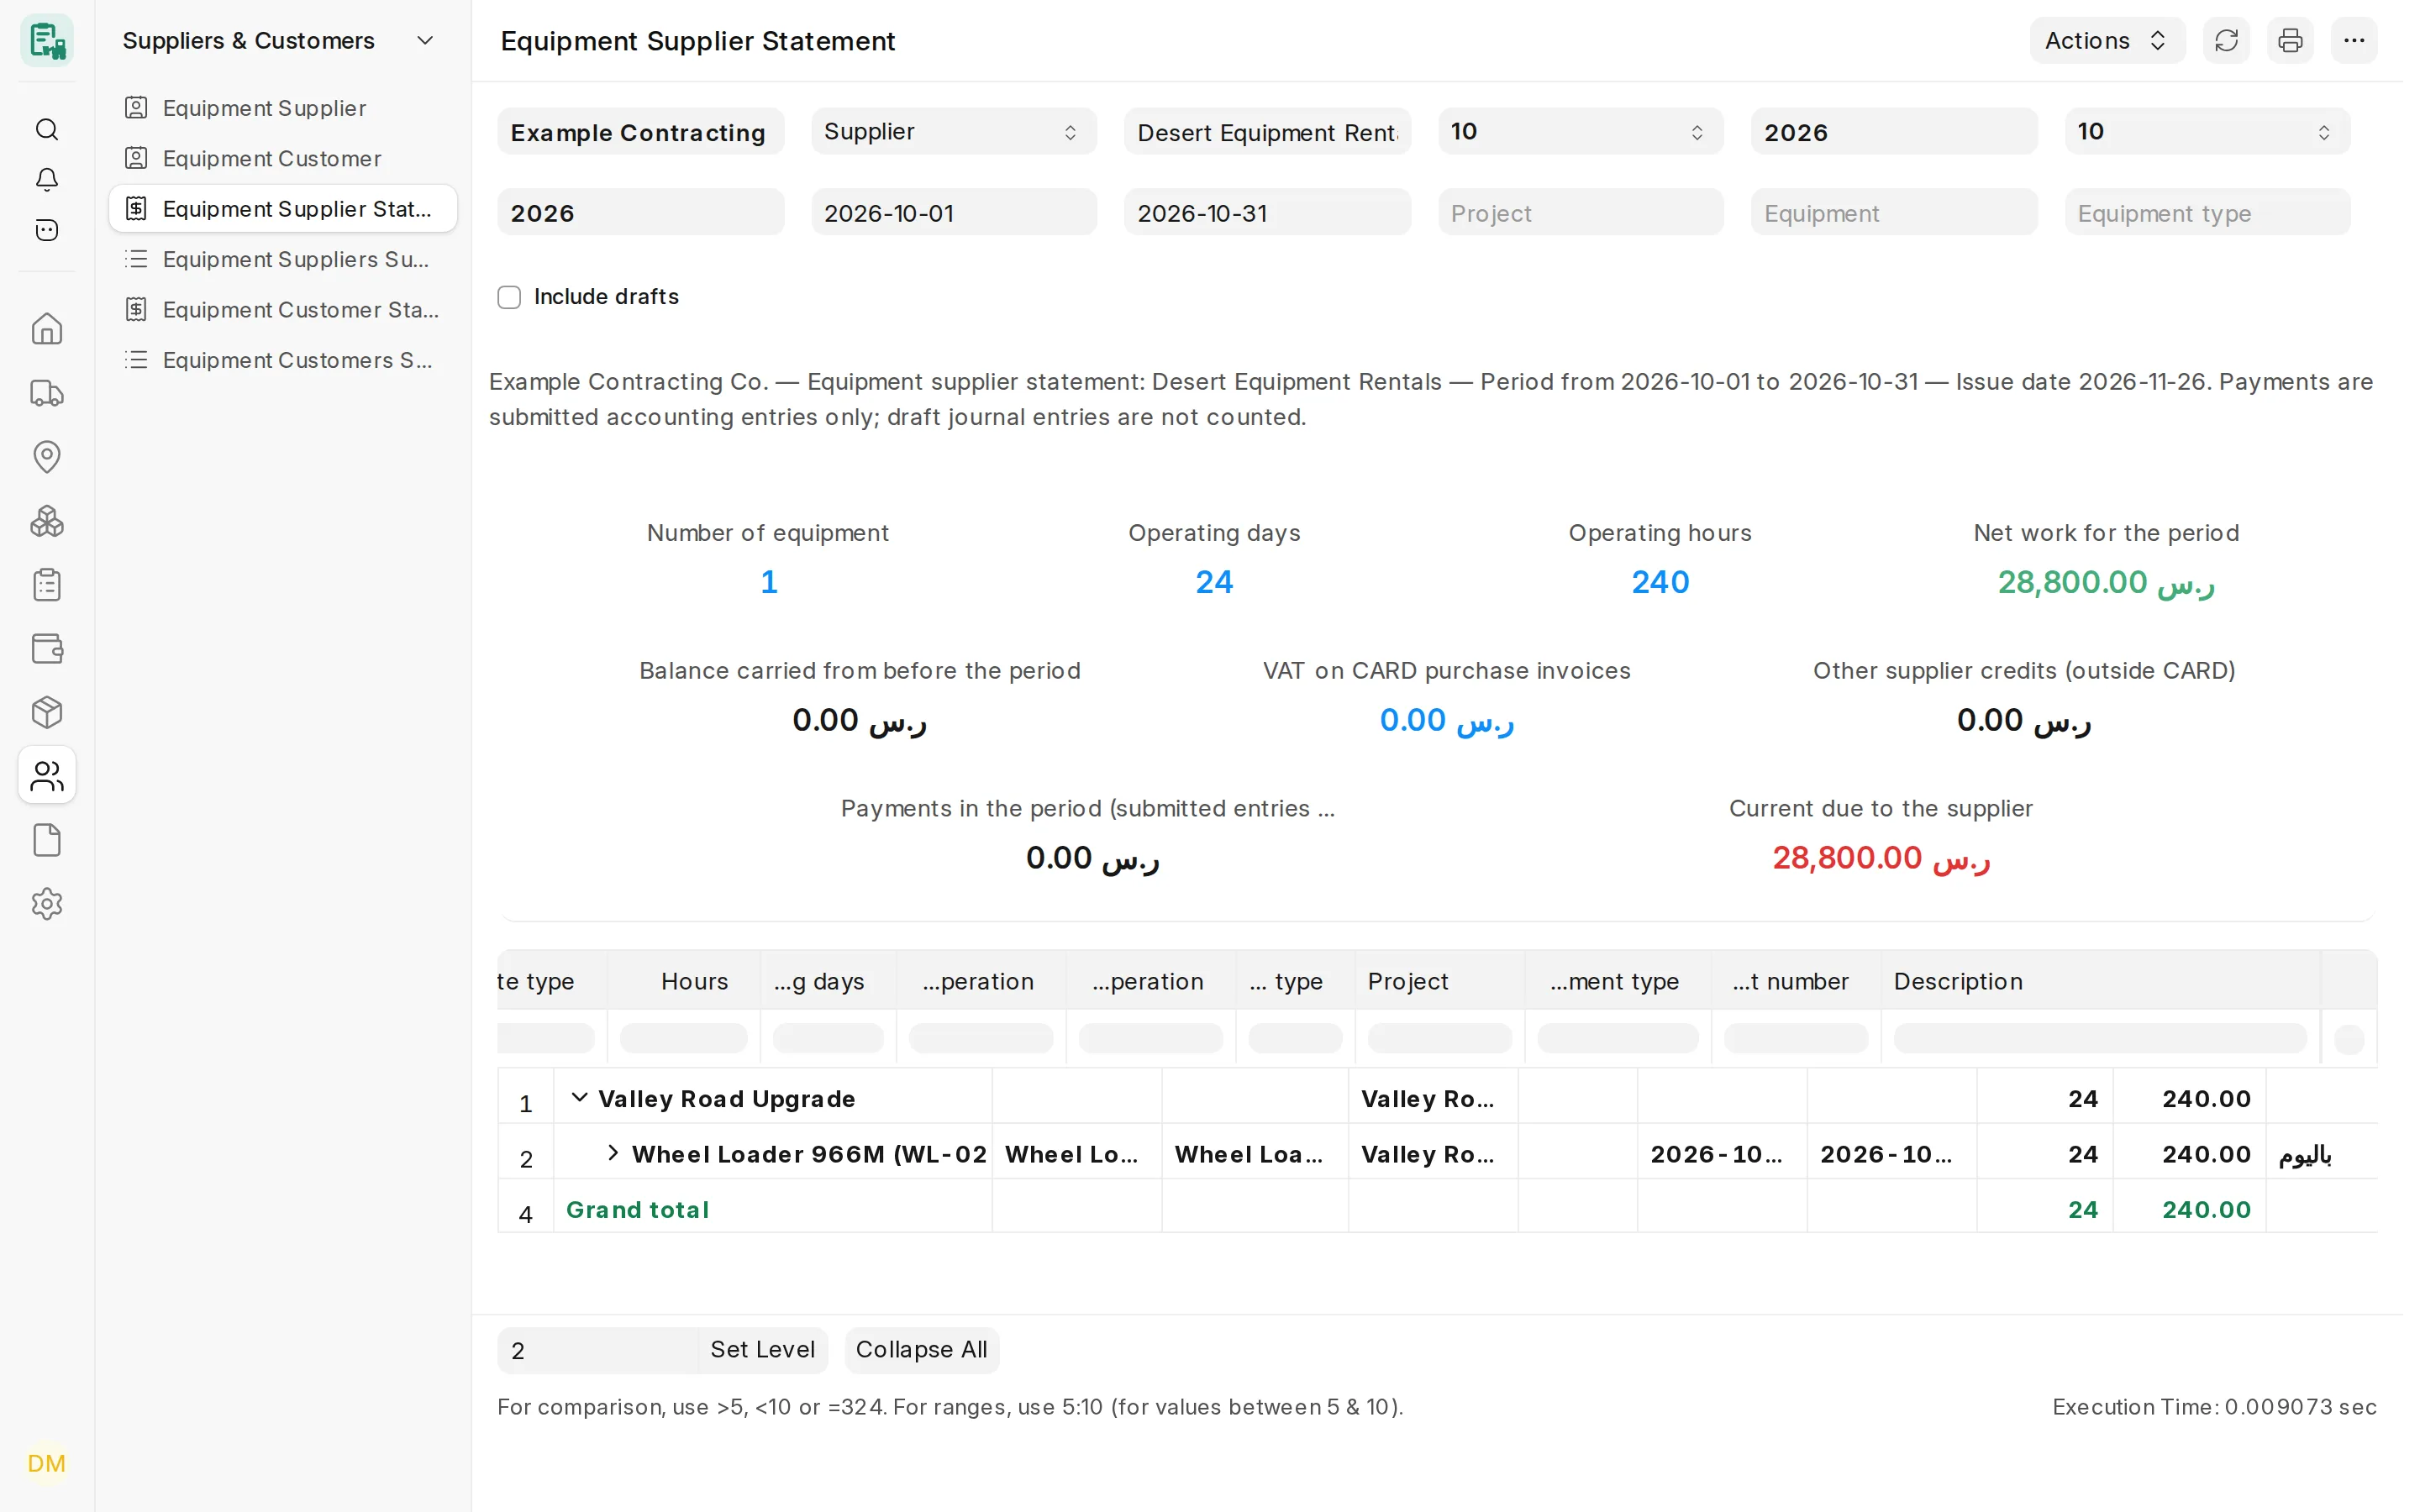 Suppliers & Customers
Equipment Supplier
Equipment Customer
Equipment Supplier Stat...
Equipment Suppliers Su...
Equipment Customer Sta...
Equipment Customers S...
DM
Equipment Supplier Statement
Actions
Example Contracting
Supplier
Desert Equipment Rent
10
2026
10
2026
2026-10-01
2026-10-31
Project
Equipment
Equipment type
Include drafts
Example Contracting Co. — Equipment supplier statement: Desert Equipment Rentals — Period from 2026-10-01 to 2026-10-31 — Issue date 2026-11-26. Payments are
submitted accounting entries only; draft journal entries are not counted.
Number of equipment
1
Operating days
24
Operating hours
240
Net work for the period
28,800.00 ر.س
Balance carried from before the period
0.00 ر.س
VAT on CARD purchase invoices
0.00 ر.س
Other supplier credits (outside CARD)
0.00 ر.س
Payments in the period (submitted entries ...
0.00 ر.س
Current due to the supplier
28,800.00 ر.س
te type Hours ...g days ...peration ...peration ... type Project ...ment type ...t number Description
1 Valley Road Upgrade Valley Ro... 24 240.00
2 Wheel Loader 966M (WL-02 Wheel Lo... Wheel Loa... Valley Ro... 2026-10... 2026-10... 24 240.00 باليوم
4 Grand total 24 240.00
2 Set Level Collapse All
For comparison, use >5, <10 or =324. For ranges, use 5:10 (for values between 5 & 10).
Execution Time: 0.009073 sec